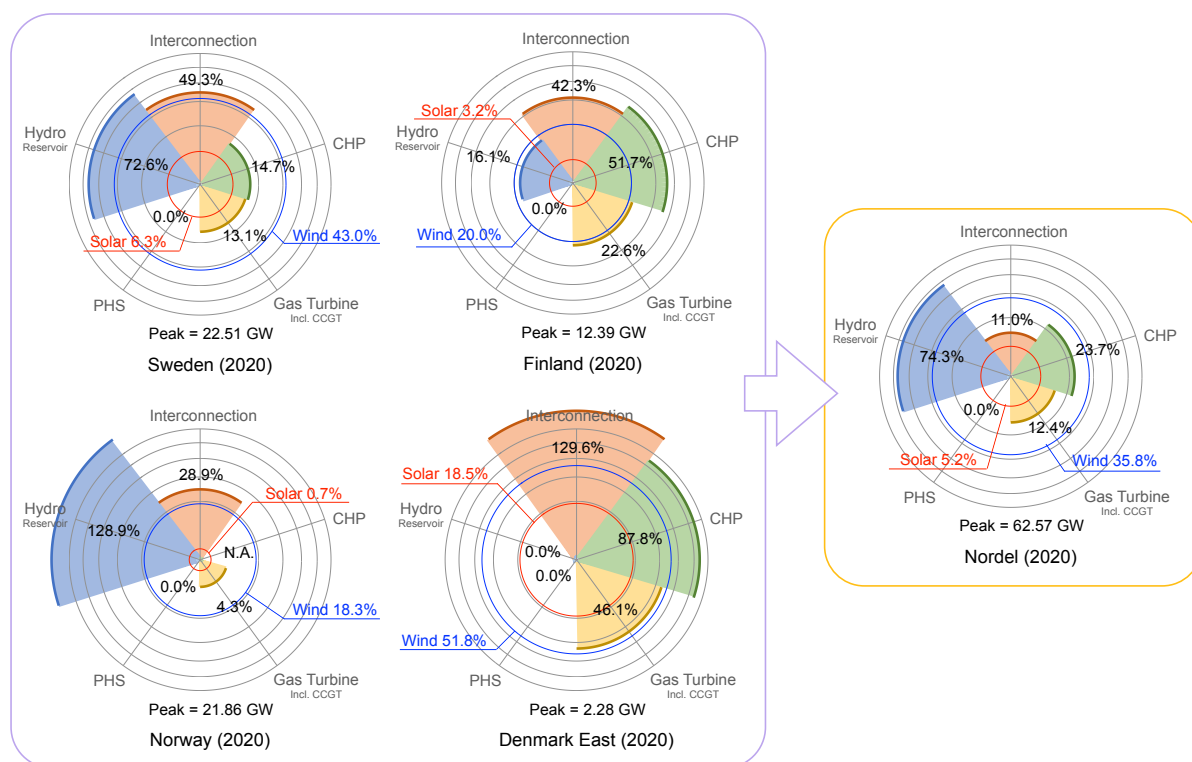 Interconnection
49.3%
Hydro
Reservoir
CHP
72.6%
14.7%
0.0%
13.1%
Solar 6.3%
Wind 43.0%
PHS
Gas Turbine
Incl. CCGT
Peak = 22.51 GW
Sweden (2020)
Interconnection
42.3%
Solar 3.2%
Hydro
Reservoir
CHP
16.1%
51.7%
0.0%
Wind 20.0%
22.6%
PHS
Gas Turbine
Incl. CCGT
Peak = 12.39 GW
Finland (2020)
Interconnection
28.9%
Solar 0.7%
Hydro
Reservoir
CHP
128.9%
N.A.
0.0%
4.3%
Wind 18.3%
PHS
Gas Turbine
Incl. CCGT
Peak = 21.86 GW
Norway (2020)
Interconnection
129.6%
Solar 18.5%
Hydro
Reservoir
CHP
0.0%
87.8%
0.0%
46.1%
Wind 51.8%
PHS
Gas Turbine
Incl. CCGT
Peak = 2.28 GW
Denmark East (2020)
Interconnection
11.0%
Hydro
Reservoir
CHP
74.3%
23.7%
0.0%
12.4%
Solar 5.2%
Wind 35.8%
PHS
Gas Turbine
Incl. CCGT
Peak = 62.57 GW
Nordel (2020)